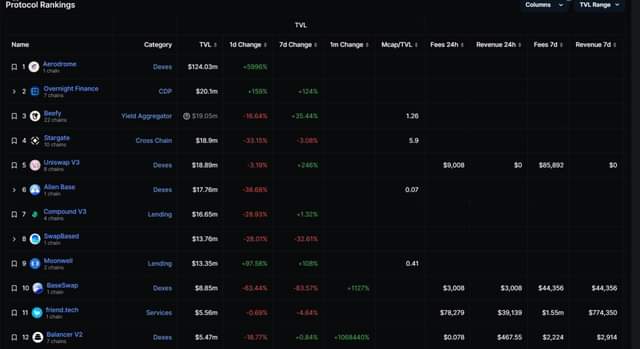 Protocol Rankings Columns TVL Range
TVL
Name Category TVL 1d Change 7d Change 1m Change Mcap/TVL Fees 24h Revenue 24h Fees 7d Revenue 7d
1 Aerodrome Dexes $124.03m +5996%
1 chain
2 Overnight Finance CDP $20.1m +159% +124%
7 chains
3 Beefy Yield Aggregator $19.05m -16.64% +35.44% 1.26
22 chains
4 Stargate Cross Chain $18.9m -33.15% -3.08% 5.9
10 chains
5 Uniswap V3 Dexes $18.89m -3.19% +246% $9,008 $0 $85,892 $0
8 chains
6 Alien Base Dexes $17.76m -38.68% 0.07
1 chain
7 Compound V3 Lending $16.65m -28.93% +1.32%
4 chains
8 SwapBased $13.76m -28.01% -32.61%
1 chain
9 Moonwell Lending $13.35m +97.58% +108% 0.41
2 chains
10 BaseSwap Dexes $8.85m -63.44% -83.57% +1127% $3,008 $3,008 $44,356 $44,356
1 chain
11 friend.tech Services $5.56m -0.69% -4.64% $78,279 $39,139 $1.55m $774,350
1 chain
12 Balancer V2 Dexes $5.47m -16.77% +0.84% +1068440% $0.078 $467.55 $2,224 $2,914
7 chains